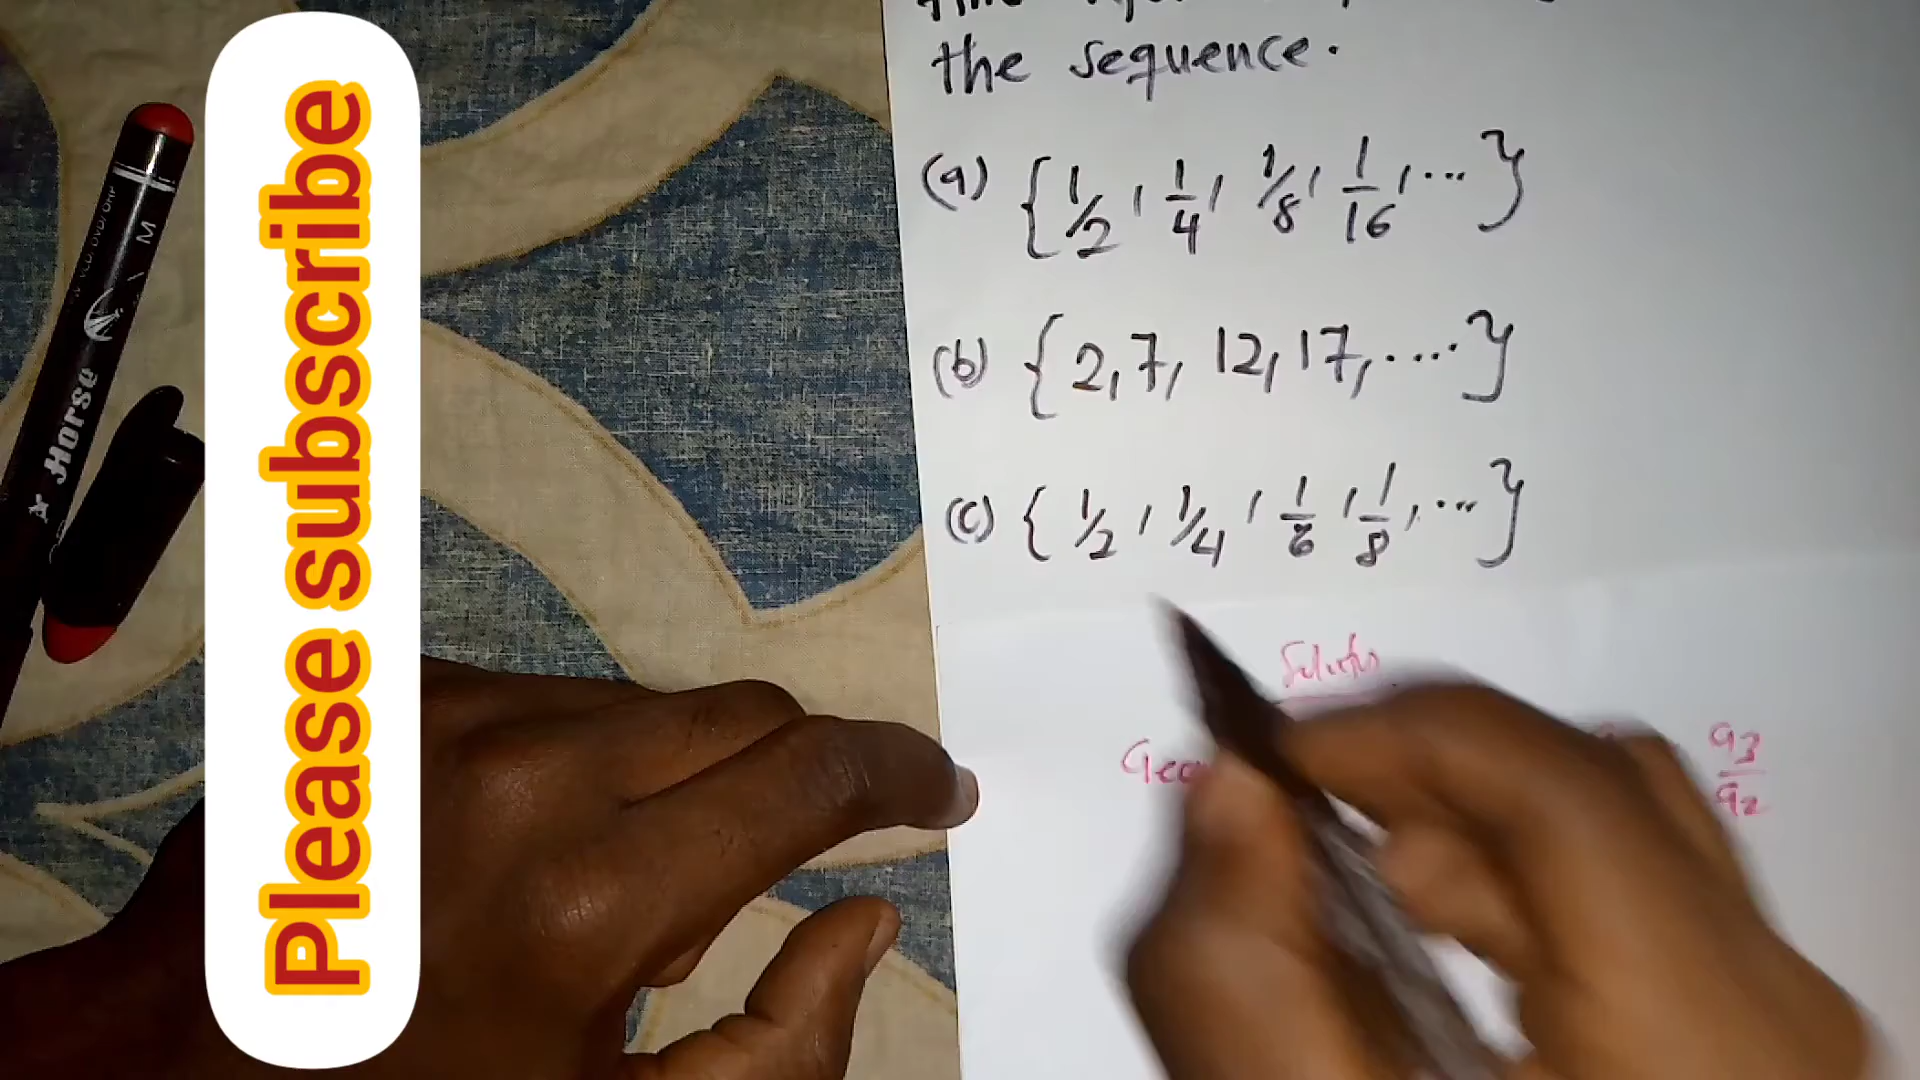 Please subscribe
Horse
M
the sequence.
(a) { 1/2, 1/4, 1/8, 1/16, ... }
(b) { 2, 7, 12, 17, .... }
(c) { 1/2, 1/4, 1/6, 1/8, ... }
a3
a2